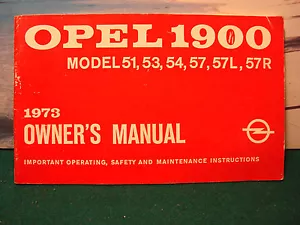 OPEL 1900
MODEL 51, 53, 54, 57, 57L, 57R
1973
OWNER'S MANUAL
IMPORTANT OPERATING, SAFETY AND MAINTENANCE INSTRUCTIONS